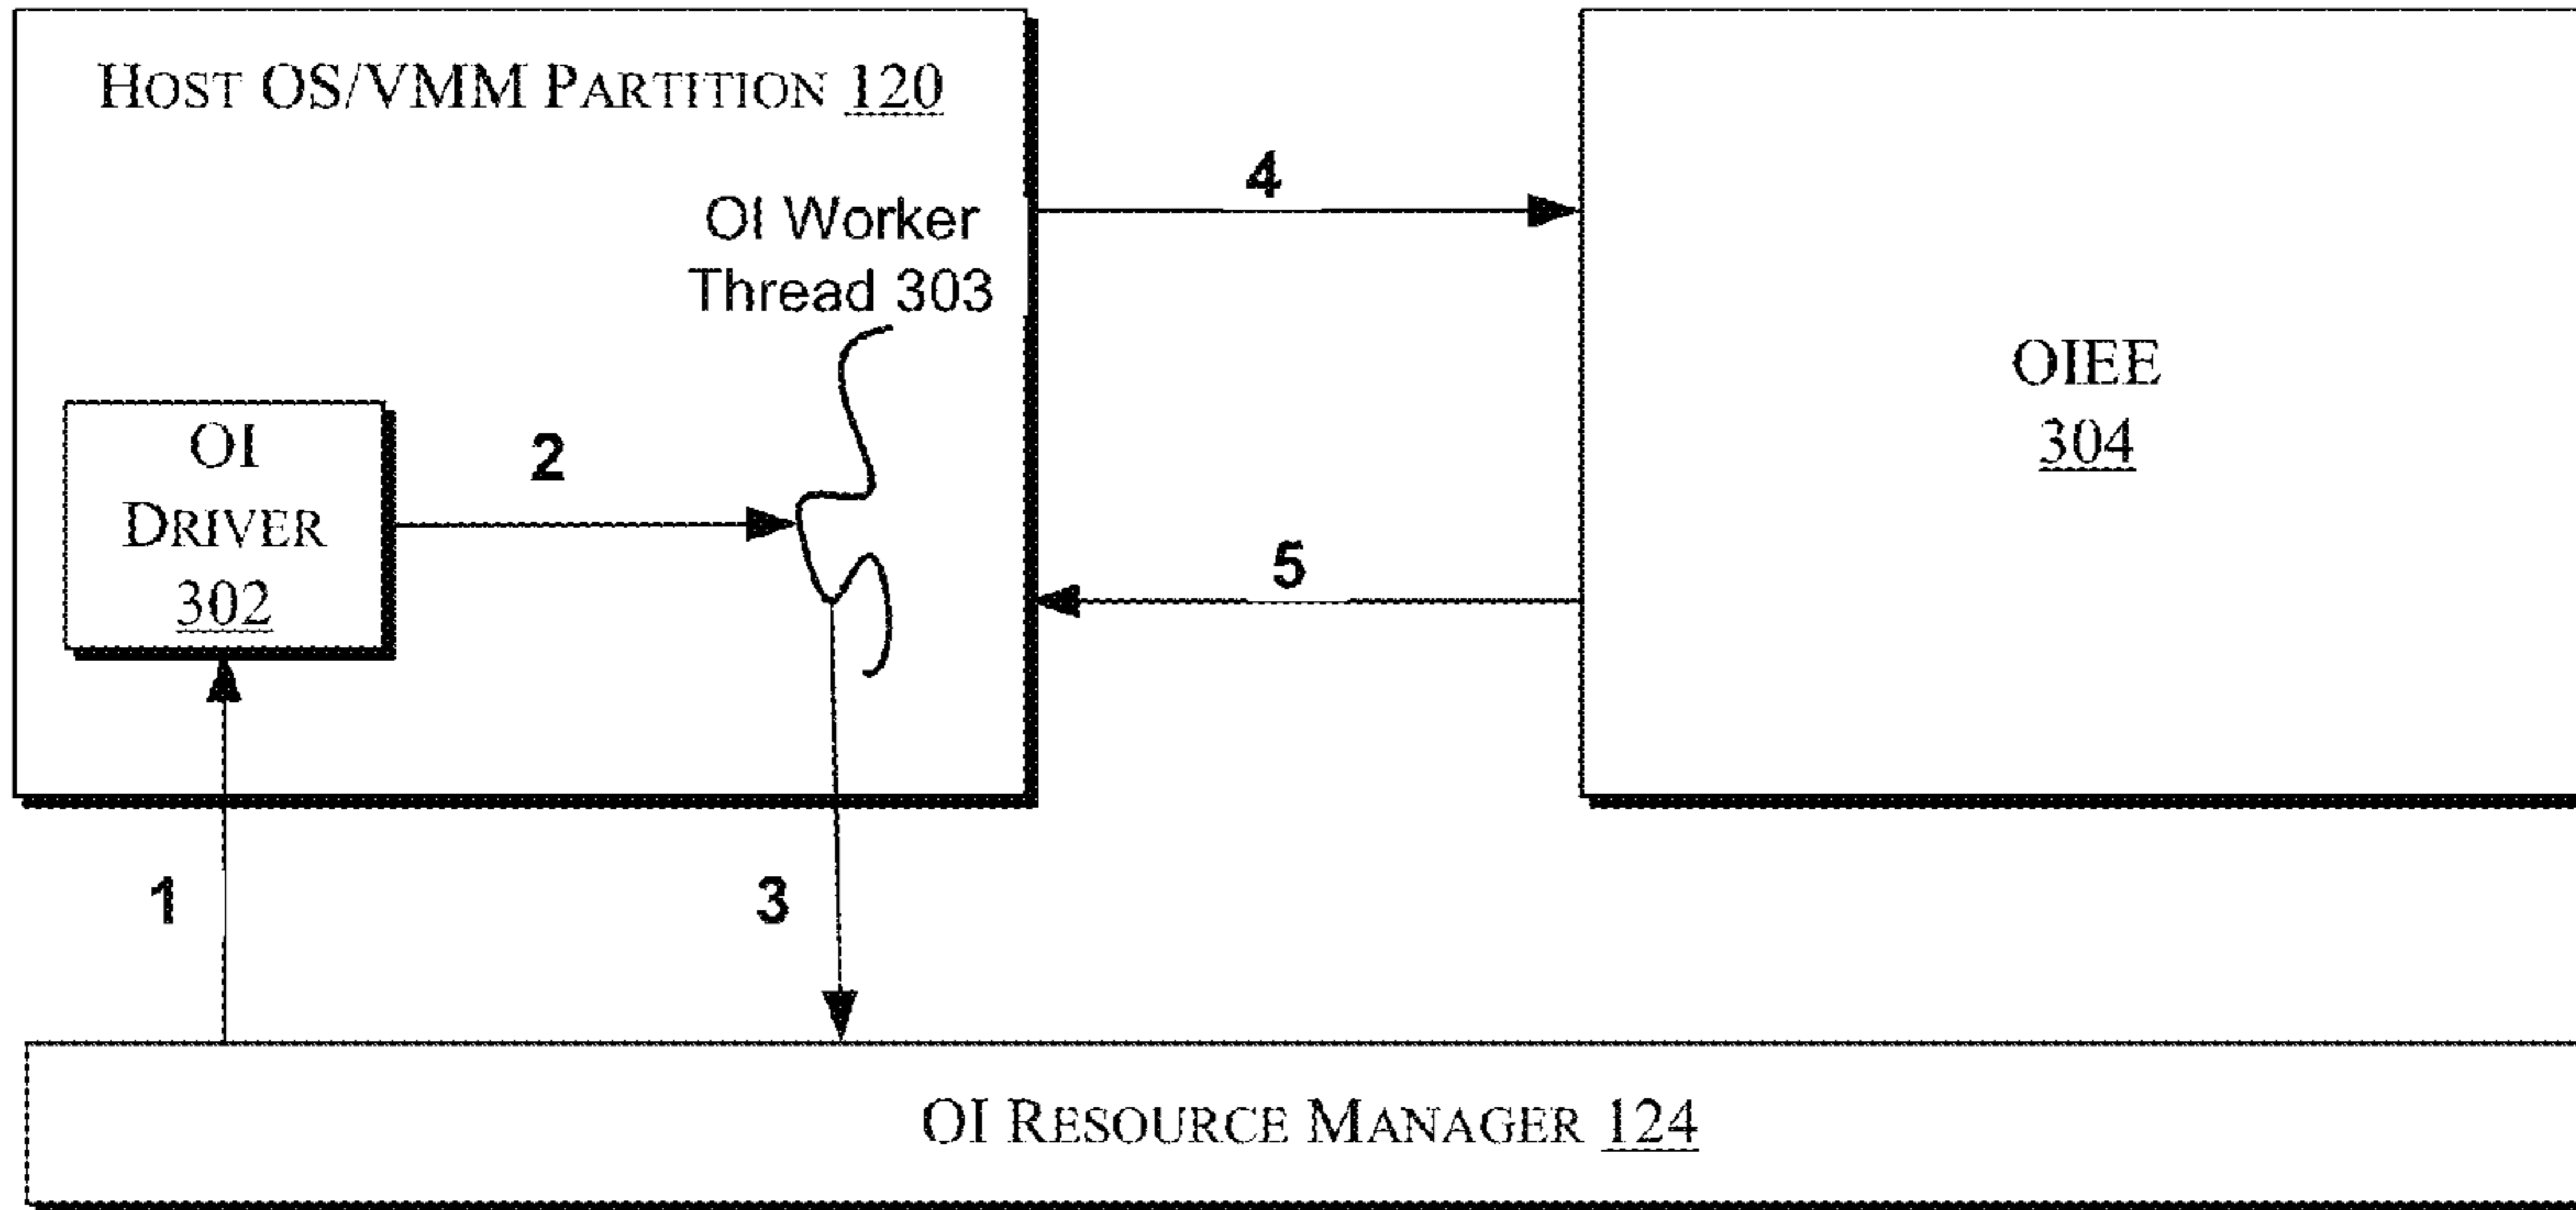 HOST OS/VMM PARTITION 120
OI Worker
Thread 303
4
OIEE
304
OI
DRIVER
302
2
5
1
3
OI RESOURCE MANAGER 124